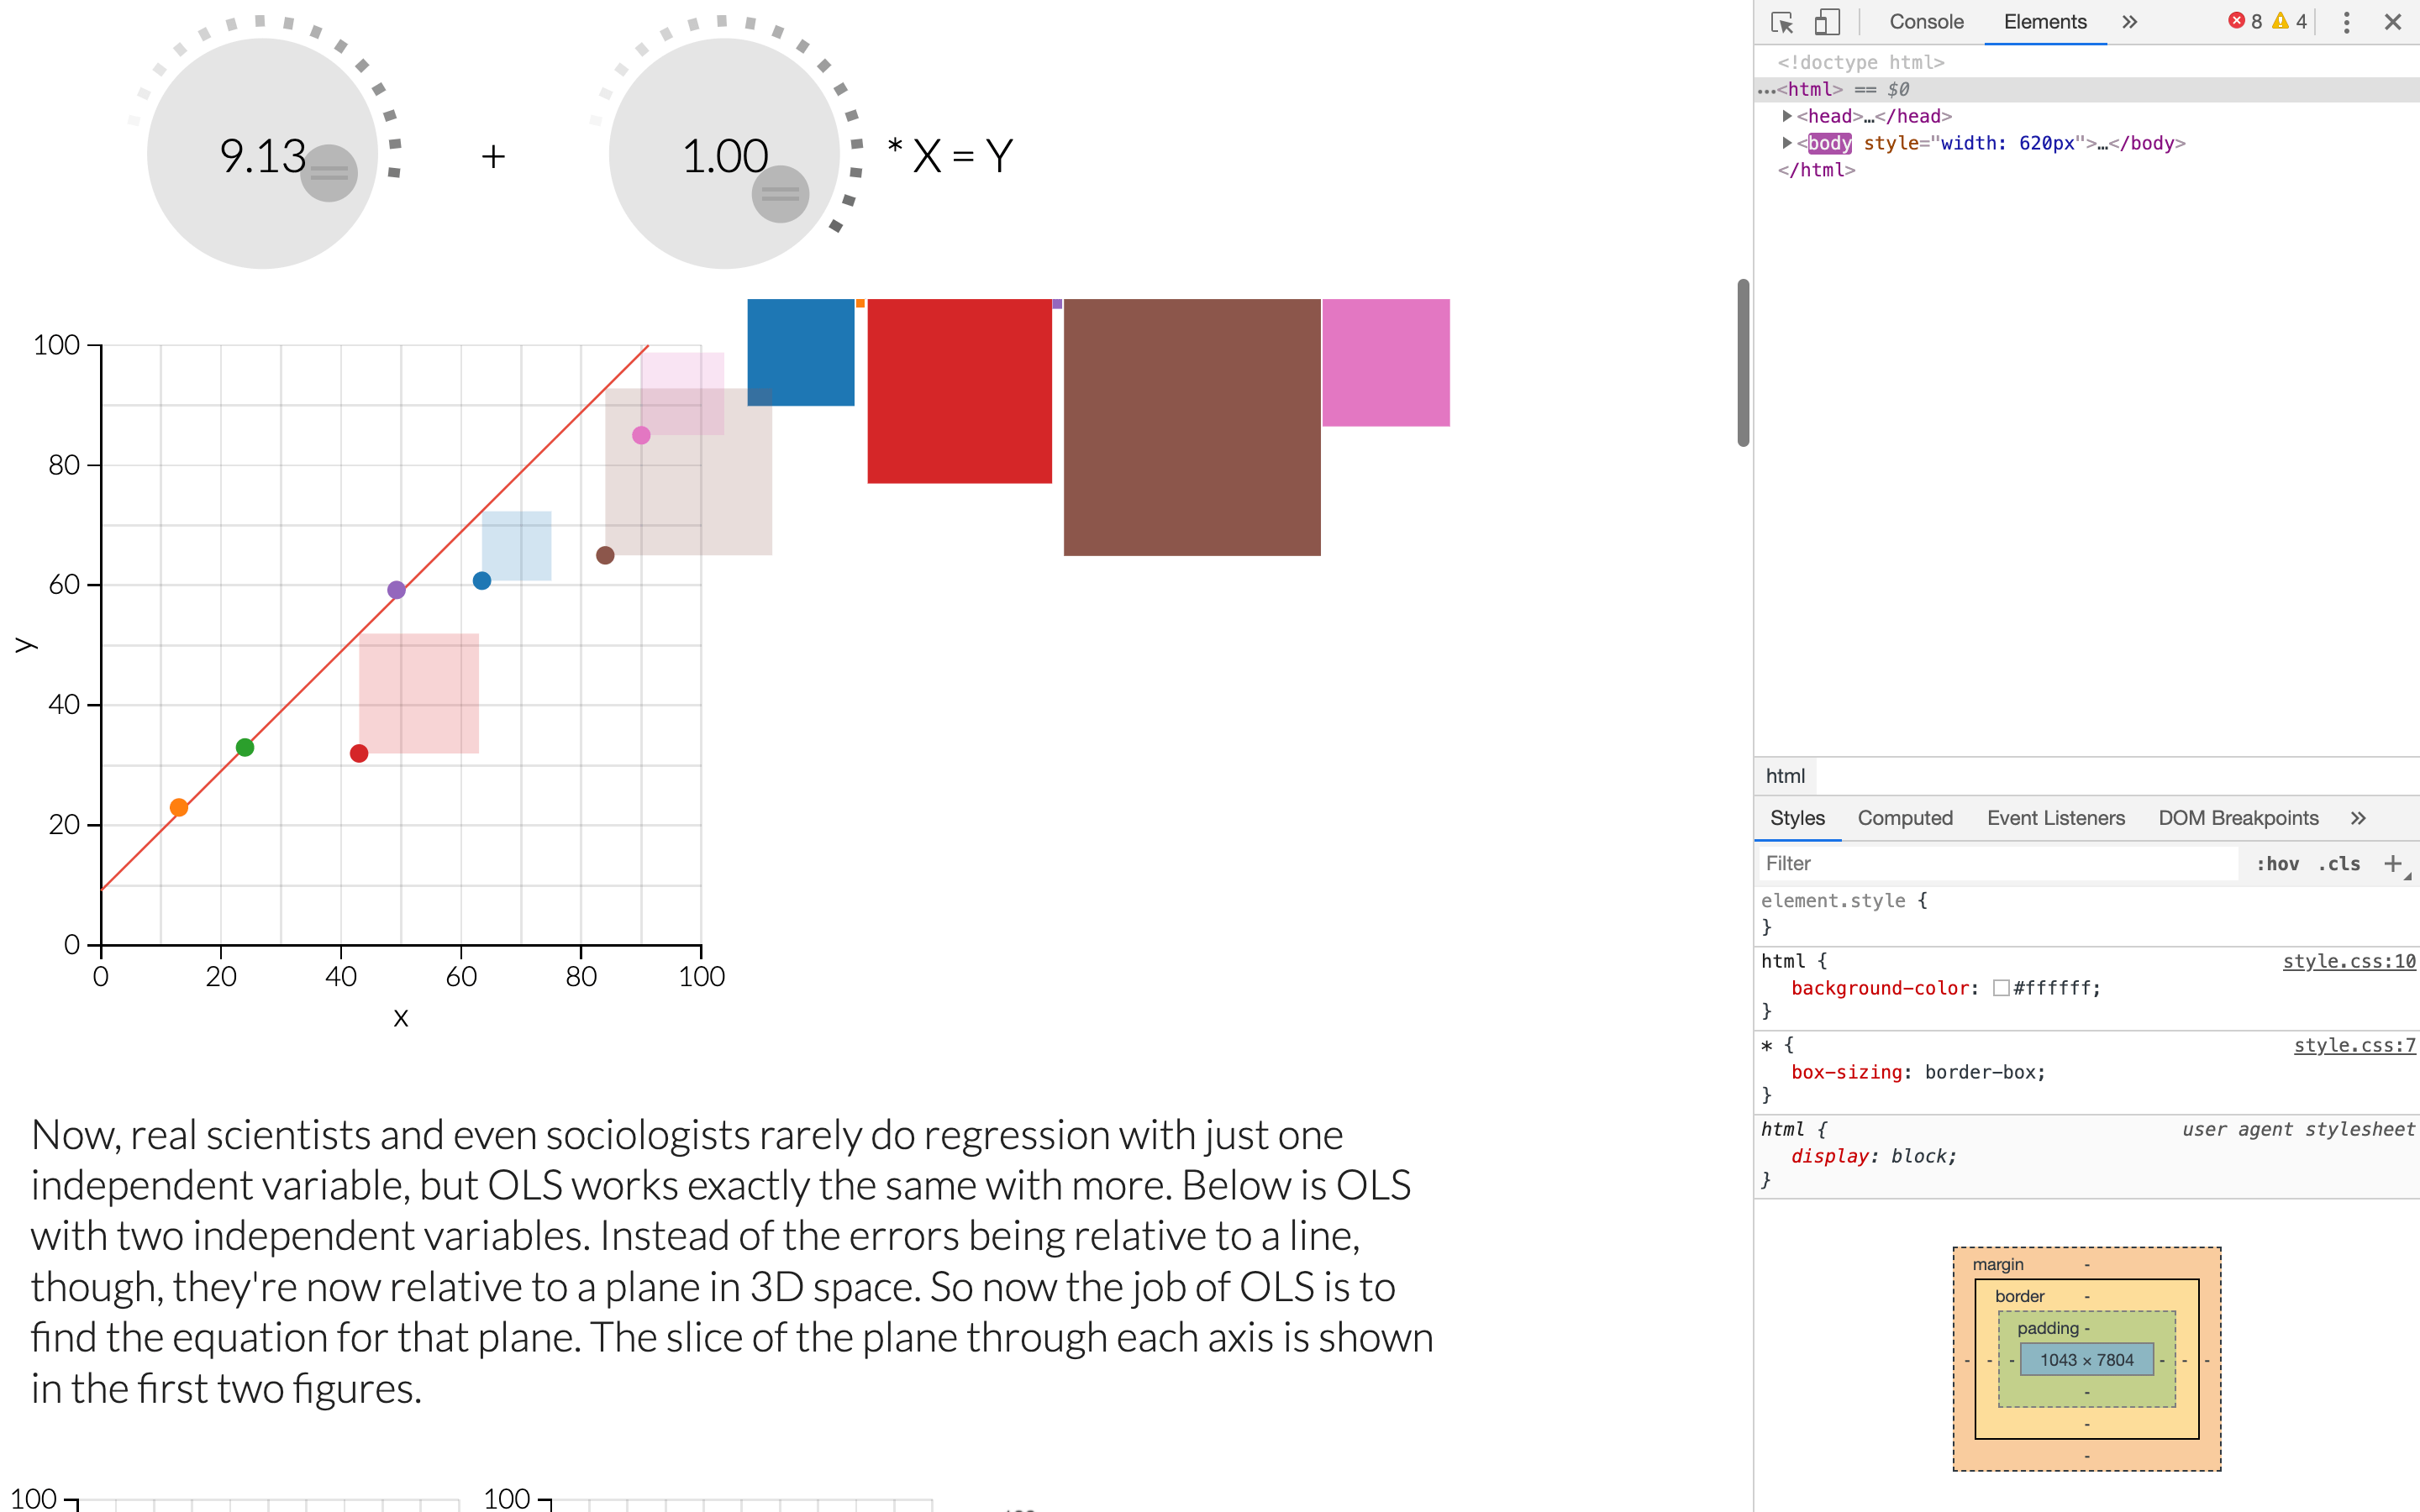 9.13 + 1.00 * X = Y
100
80
60
40
20
0
y
0 20 40 60 80 100
x
Now, real scientists and even sociologists rarely do regression with just one
independent variable, but OLS works exactly the same with more. Below is OLS
with two independent variables. Instead of the errors being relative to a line,
though, they're now relative to a plane in 3D space. So now the job of OLS is to
find the equation for that plane. The slice of the plane through each axis is shown
in the first two figures.
100 100
Console Elements » 8 4
<!doctype html>
…<html> == $0
<head>…</head>
<body style="width: 620px">…</body>
</html>
html
Styles Computed Event Listeners DOM Breakpoints »
Filter :hov .cls +
element.style {
}
html { style.css:10
background-color: #ffffff;
}
* { style.css:7
box-sizing: border-box;
}
html { user agent stylesheet
display: block;
}
margin -
border -
padding -
- - - 1043 × 7804 - - -
-
-
-